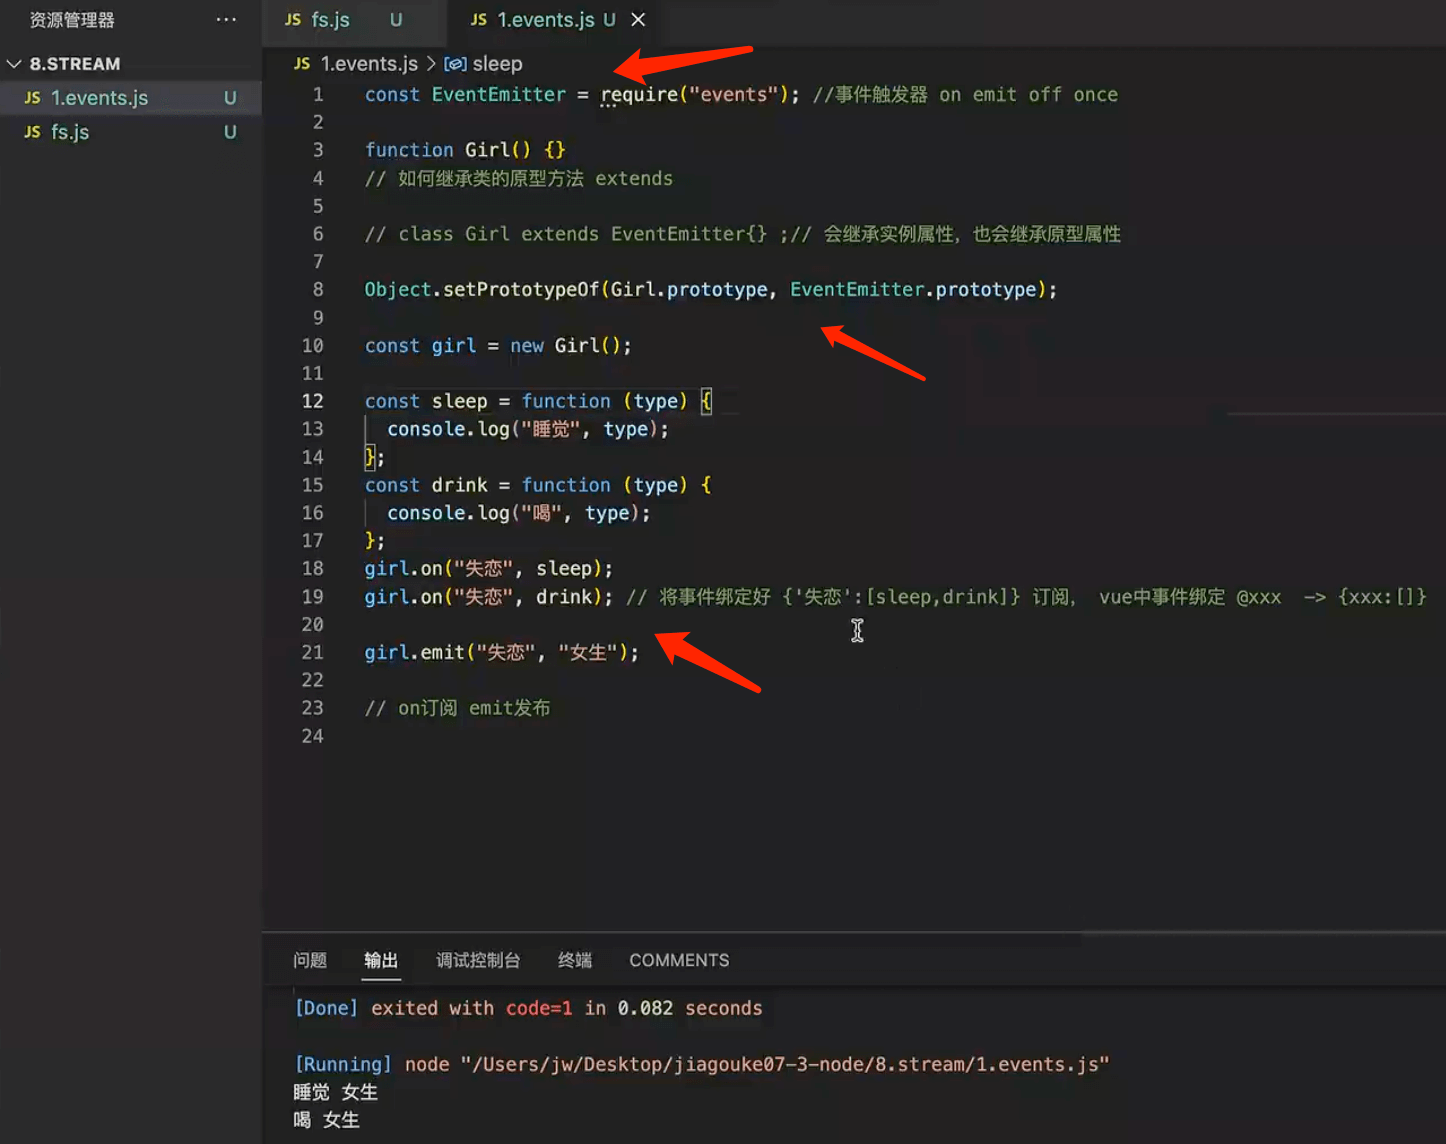 资源管理器 ···
8.STREAM
JS 1.events.js U
JS fs.js U
JS fs.js U JS 1.events.js U ×
JS 1.events.js > sleep
1 const EventEmitter = require("events"); //事件触发器 on emit off once
2
3 function Girl() {}
4 // 如何继承类的原型方法 extends
5
6 // class Girl extends EventEmitter{} ;// 会继承实例属性，也会继承原型属性
7
8 Object.setPrototypeOf(Girl.prototype, EventEmitter.prototype);
9
10 const girl = new Girl();
11
12 const sleep = function (type) {
13   console.log("睡觉", type);
14 };
15 const drink = function (type) {
16   console.log("喝", type);
17 };
18 girl.on("失恋", sleep);
19 girl.on("失恋", drink); // 将事件绑定好 {'失恋':[sleep,drink]} 订阅， vue中事件绑定 @xxx -> {xxx:[]}
20
21 girl.emit("失恋", "女生");
22
23 // on订阅 emit发布
24
问题 输出 调试控制台 终端 COMMENTS
[Done] exited with code=1 in 0.082 seconds
[Running] node "/Users/jw/Desktop/jiagouke07-3-node/8.stream/1.events.js"
睡觉 女生
喝 女生